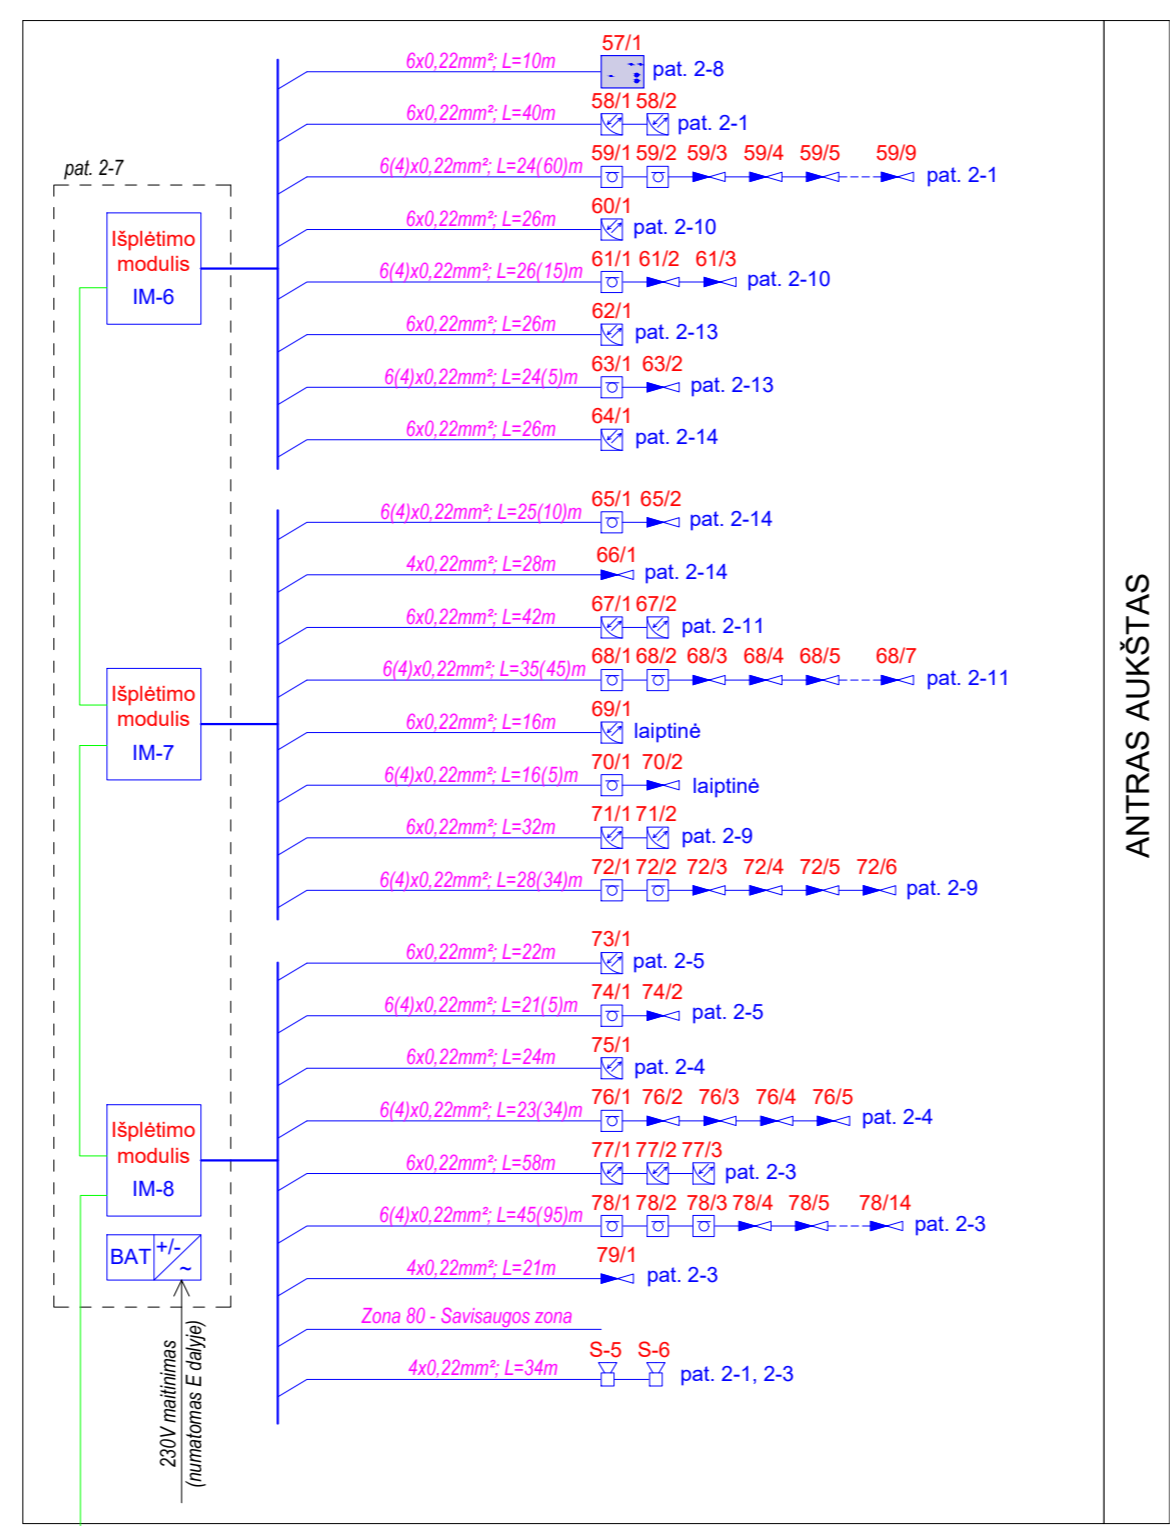 57/1
6x0,22mm²; L=10m pat. 2-8
58/1 58/2
6x0,22mm²; L=40m pat. 2-1
59/1 59/2 59/3 59/4 59/5 59/9
6(4)x0,22mm²; L=24(60)m pat. 2-1
pat. 2-7
60/1
6x0,22mm²; L=26m pat. 2-10
Išplėtimo
modulis
IM-6
61/1 61/2 61/3
6(4)x0,22mm²; L=26(15)m pat. 2-10
62/1
6x0,22mm²; L=26m pat. 2-13
63/1 63/2
6(4)x0,22mm²; L=24(5)m pat. 2-13
64/1
6x0,22mm²; L=26m pat. 2-14
65/1 65/2
6(4)x0,22mm²; L=25(10)m pat. 2-14
66/1
4x0,22mm²; L=28m pat. 2-14
67/1 67/2
6x0,22mm²; L=42m pat. 2-11
68/1 68/2 68/3 68/4 68/5 68/7
6(4)x0,22mm²; L=35(45)m pat. 2-11
Išplėtimo
modulis
IM-7
69/1
6x0,22mm²; L=16m laiptinė
70/1 70/2
6(4)x0,22mm²; L=16(5)m laiptinė
71/1 71/2
6x0,22mm²; L=32m pat. 2-9
72/1 72/2 72/3 72/4 72/5 72/6
6(4)x0,22mm²; L=28(34)m pat. 2-9
73/1
6x0,22mm²; L=22m pat. 2-5
74/1 74/2
6(4)x0,22mm²; L=21(5)m pat. 2-5
75/1
6x0,22mm²; L=24m pat. 2-4
76/1 76/2 76/3 76/4 76/5
6(4)x0,22mm²; L=23(34)m pat. 2-4
Išplėtimo
modulis
IM-8
77/1 77/2 77/3
6x0,22mm²; L=58m pat. 2-3
78/1 78/2 78/3 78/4 78/5 78/14
6(4)x0,22mm²; L=45(95)m pat. 2-3
BAT +/- ~
79/1
4x0,22mm²; L=21m pat. 2-3
Zona 80 - Savisaugos zona
S-5 S-6
4x0,22mm²; L=34m pat. 2-1, 2-3
230V maitinimas
(numatomas E dalyje)
ANTRAS AUKŠTAS